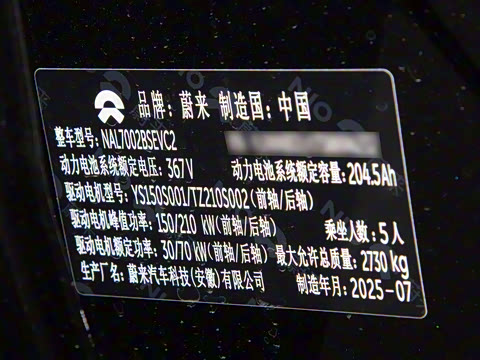 品牌: 蔚来 制造国: 中国
整车型号: NAL7002BSEVC2
动力电池系统额定电压: 367V 动力电池系统额定容量: 204.5Ah
驱动电机型号: YS150S001/TZ210S002(前轴/后轴)
驱动电机峰值功率: 150/210 kW(前轴/后轴) 乘坐人数: 5人
驱动电机额定功率: 30/70 kW(前轴/后轴) 最大允许总质量: 2730 kg
生产厂名: 蔚来汽车科技(安徽)有限公司 制造年月: 2025-07